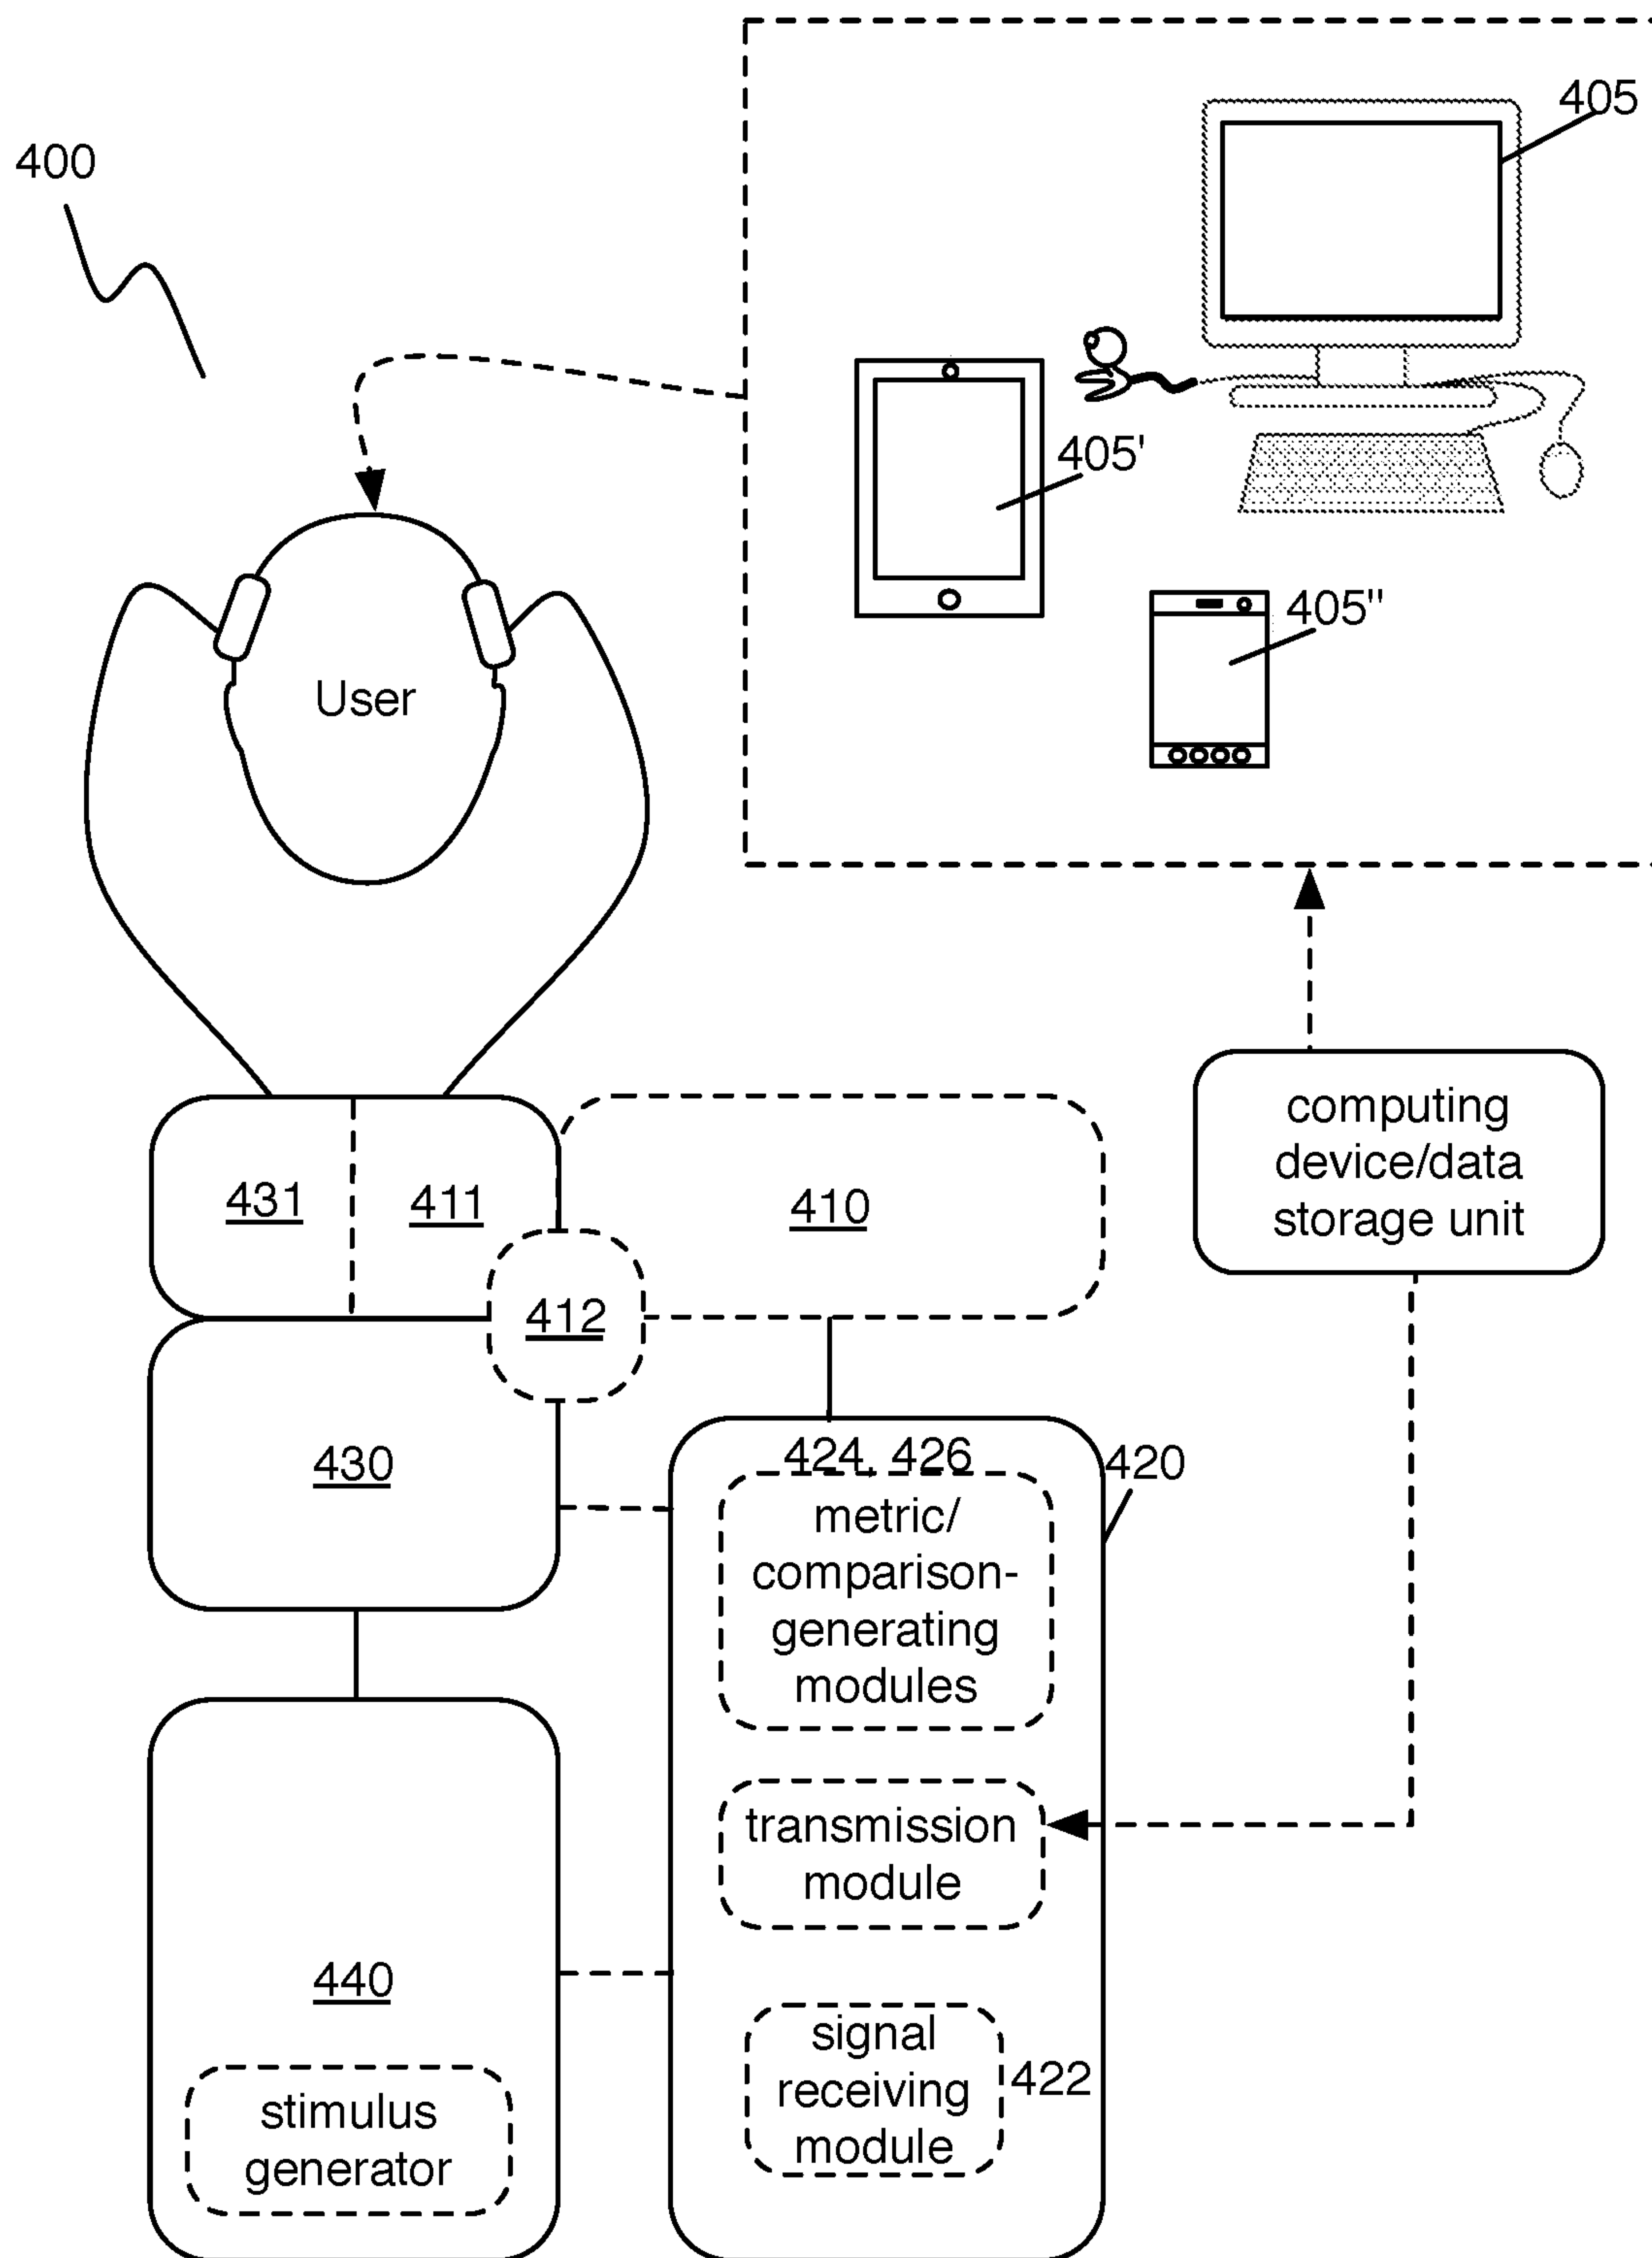 405
400
405'
405"
User
computing
device/data
storage unit
431
411
410
412
430
424, 426
420
metric/
comparison-
generating
modules
transmission
module
440
signal
receiving
module
422
stimulus
generator